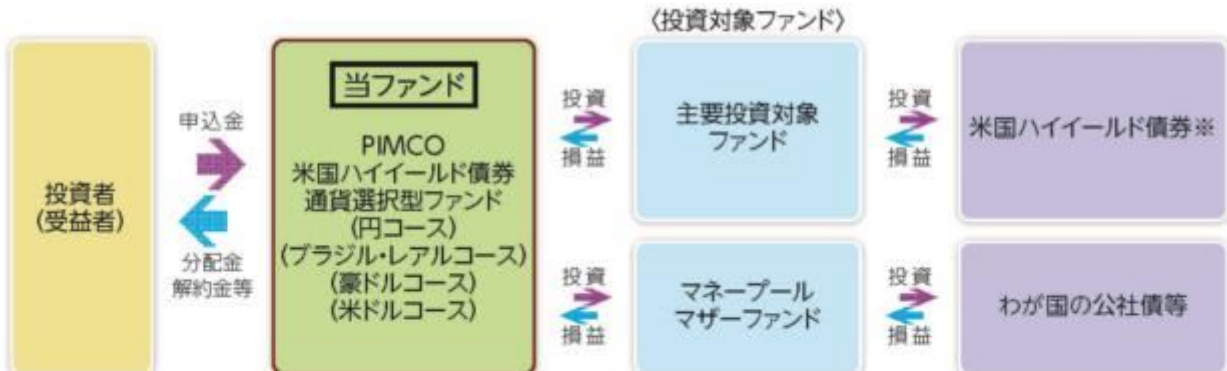 〈投資対象ファンド〉
投資者
(受益者)
申込金
分配金
解約金等
当ファンド
PIMCO
米国ハイイールド債券
通貨選択型ファンド
(円コース)
(ブラジル・レアルコース)
(豪ドルコース)
(米ドルコース)
投資
損益
主要投資対象
ファンド
投資
損益
米国ハイイールド債券※
投資
損益
マネープール
マザーファンド
投資
損益
わが国の公社債等